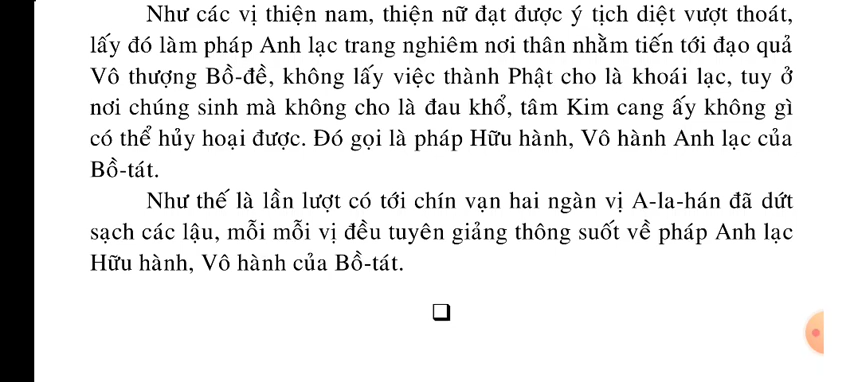 Như các vị thiện nam, thiện nữ đạt được ý tịch diệt vượt thoát,
lấy đó làm pháp Anh lạc trang nghiêm nơi thân nhằm tiến tới đạo quả
Vô thượng Bồ-đề, không lấy việc thành Phật cho là khoái lạc, tuy ở
nơi chúng sinh mà không cho là đau khổ, tâm Kim cang ấy không gì
có thể hủy hoại được. Đó gọi là pháp Hữu hành, Vô hành Anh lạc của
Bồ-tát.
Như thế là lần lượt có tới chín vạn hai ngàn vị A-la-hán đã dứt
sạch các lậu, mỗi mỗi vị đều tuyên giảng thông suốt về pháp Anh lạc
Hữu hành, Vô hành của Bồ-tát.